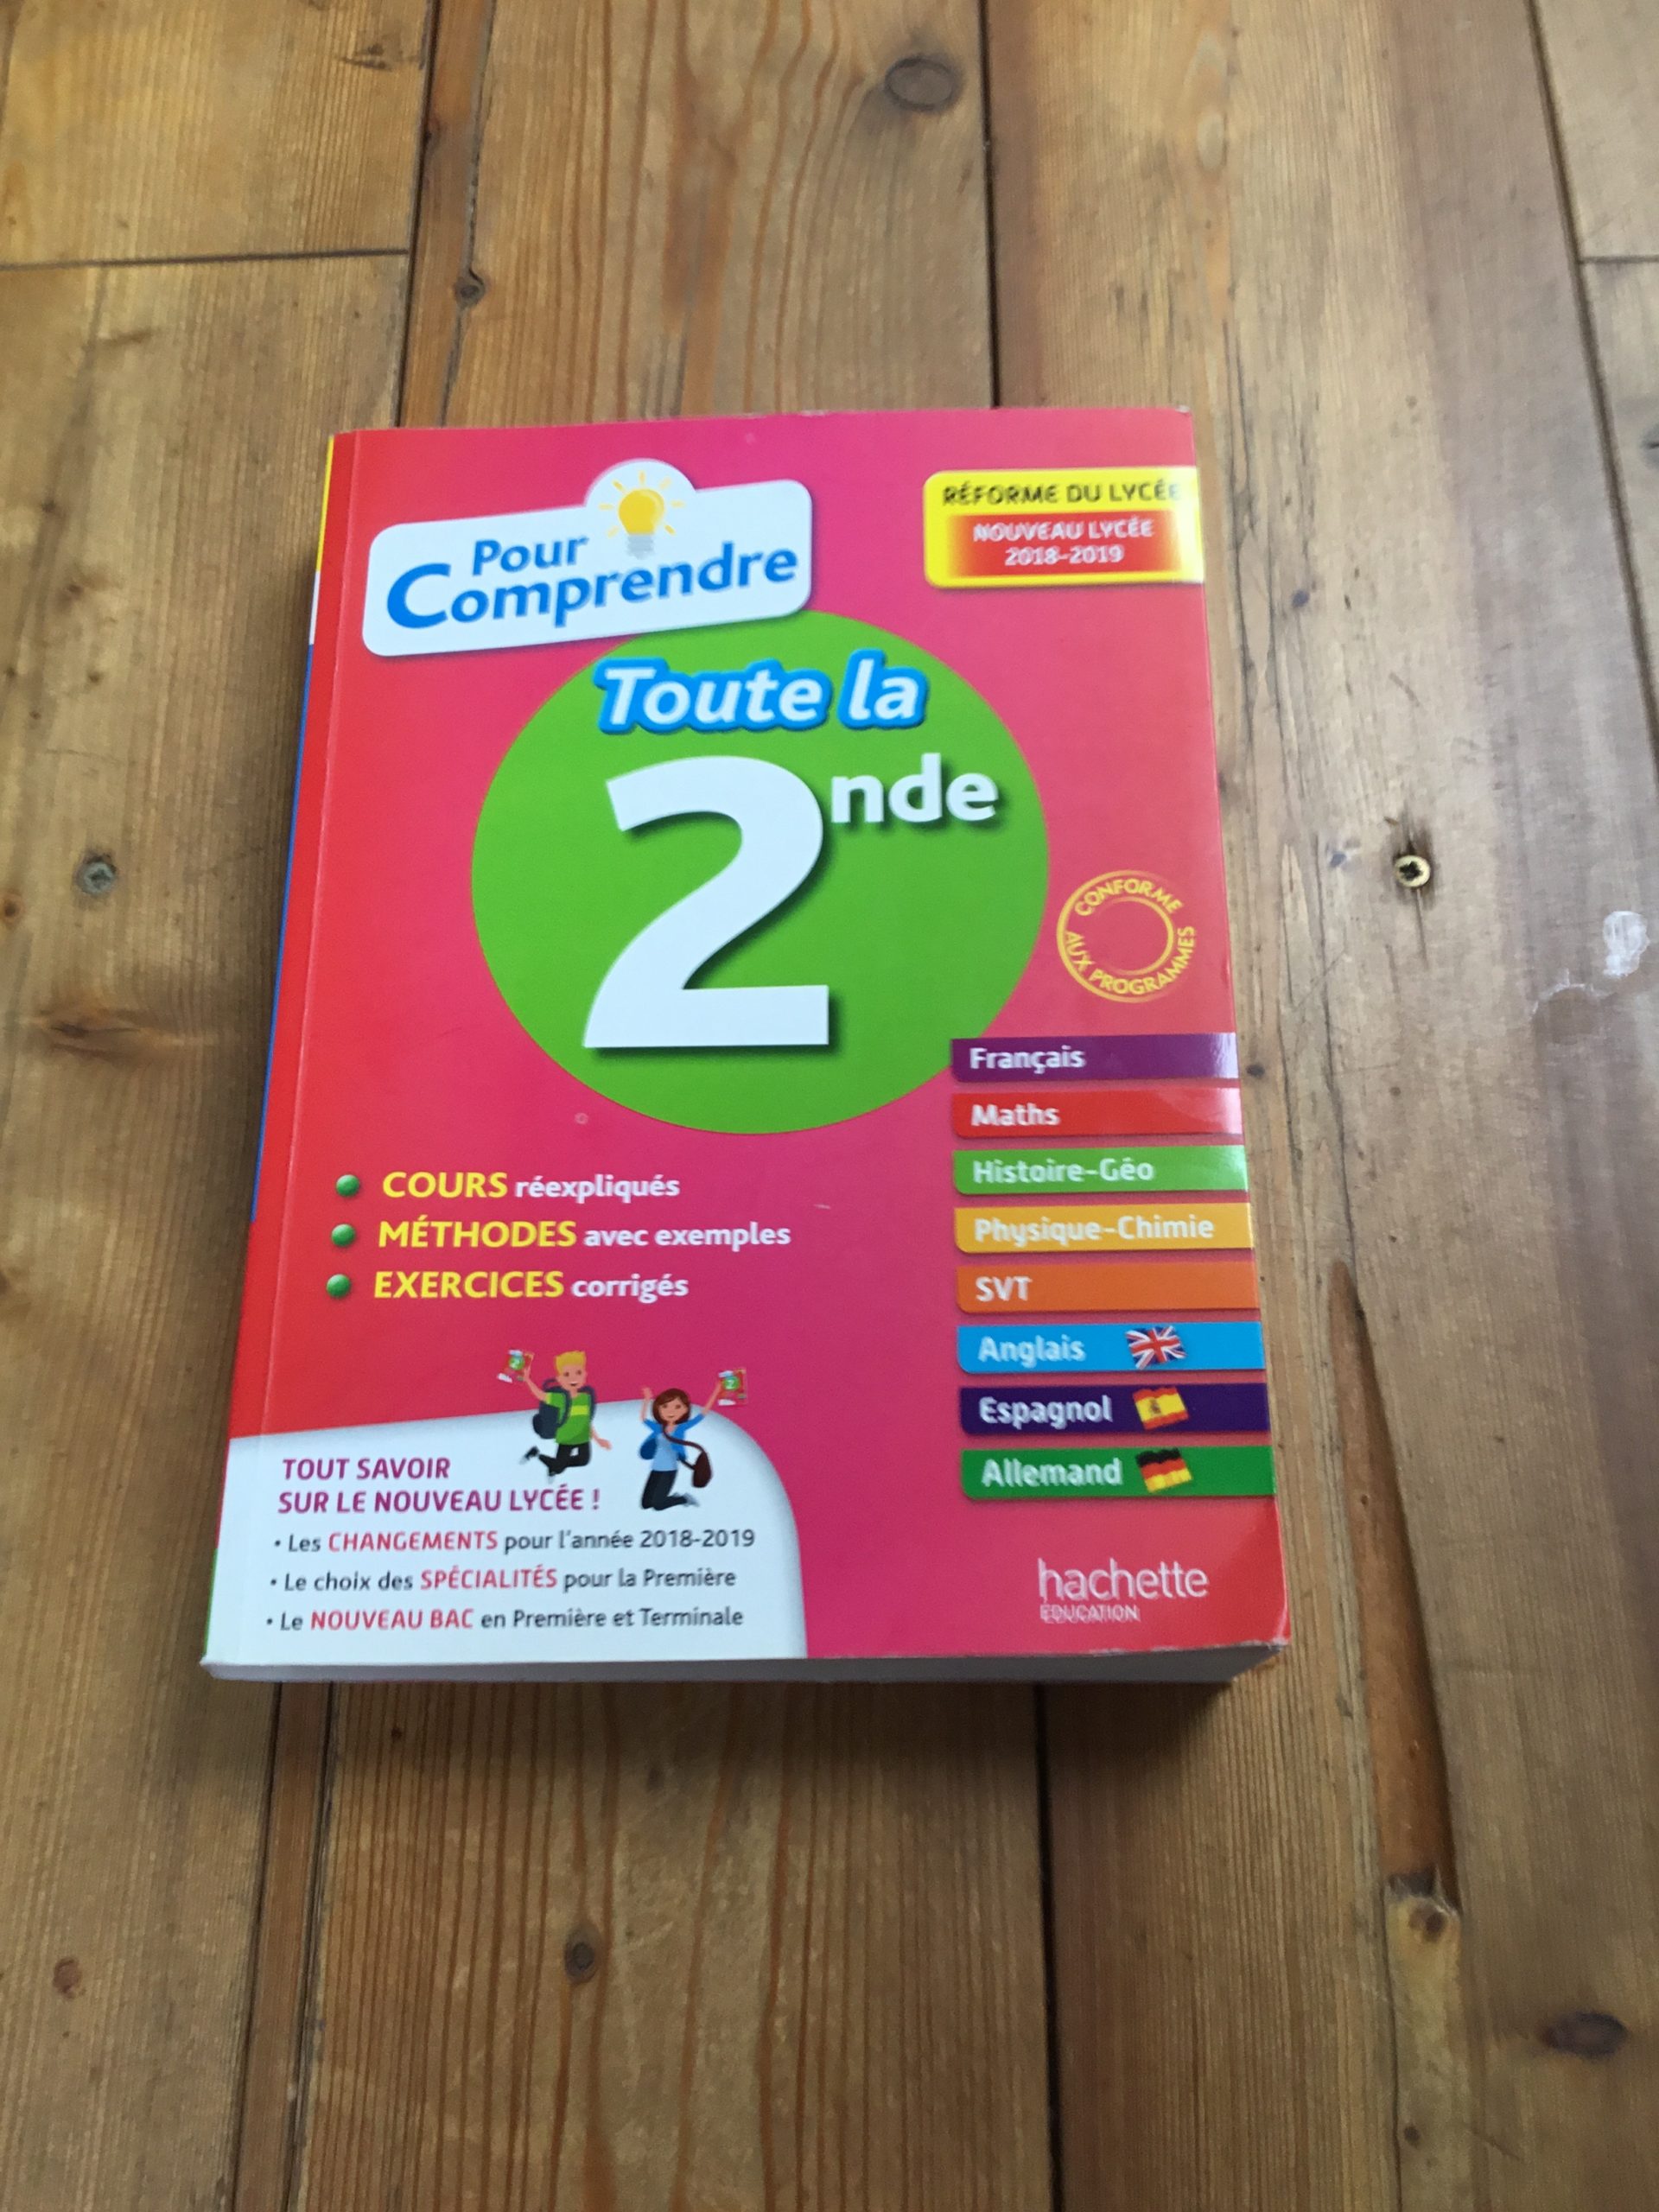 Pour
Comprendre
RÉFORME DU LYCÉE
NOUVEAU LYCÉE
2018-2019
Toute la
2nde
CONFORME
AUX PROGRAMMES
Français
Maths
Histoire-Géo
Physique-Chimie
SVT
Anglais
Espagnol
Allemand
• COURS réexpliqués
• MÉTHODES avec exemples
• EXERCICES corrigés
TOUT SAVOIR
SUR LE NOUVEAU LYCÉE !
• Les CHANGEMENTS pour l'année 2018-2019
• Le choix des SPÉCIALITÉS pour la Première
• Le NOUVEAU BAC en Première et Terminale
hachette
ÉDUCATION